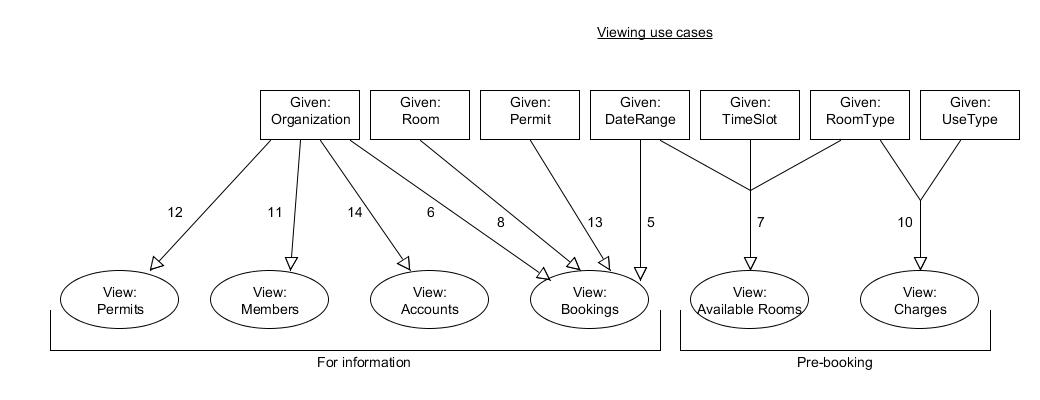 Viewing use cases
Given:
Organization
Given:
Room
Given:
Permit
Given:
DateRange
Given:
TimeSlot
Given:
RoomType
Given:
UseType
12
11
14
6
8
13
5
7
10
View:
Permits
View:
Members
View:
Accounts
View:
Bookings
View:
Available Rooms
View:
Charges
For information
Pre-booking